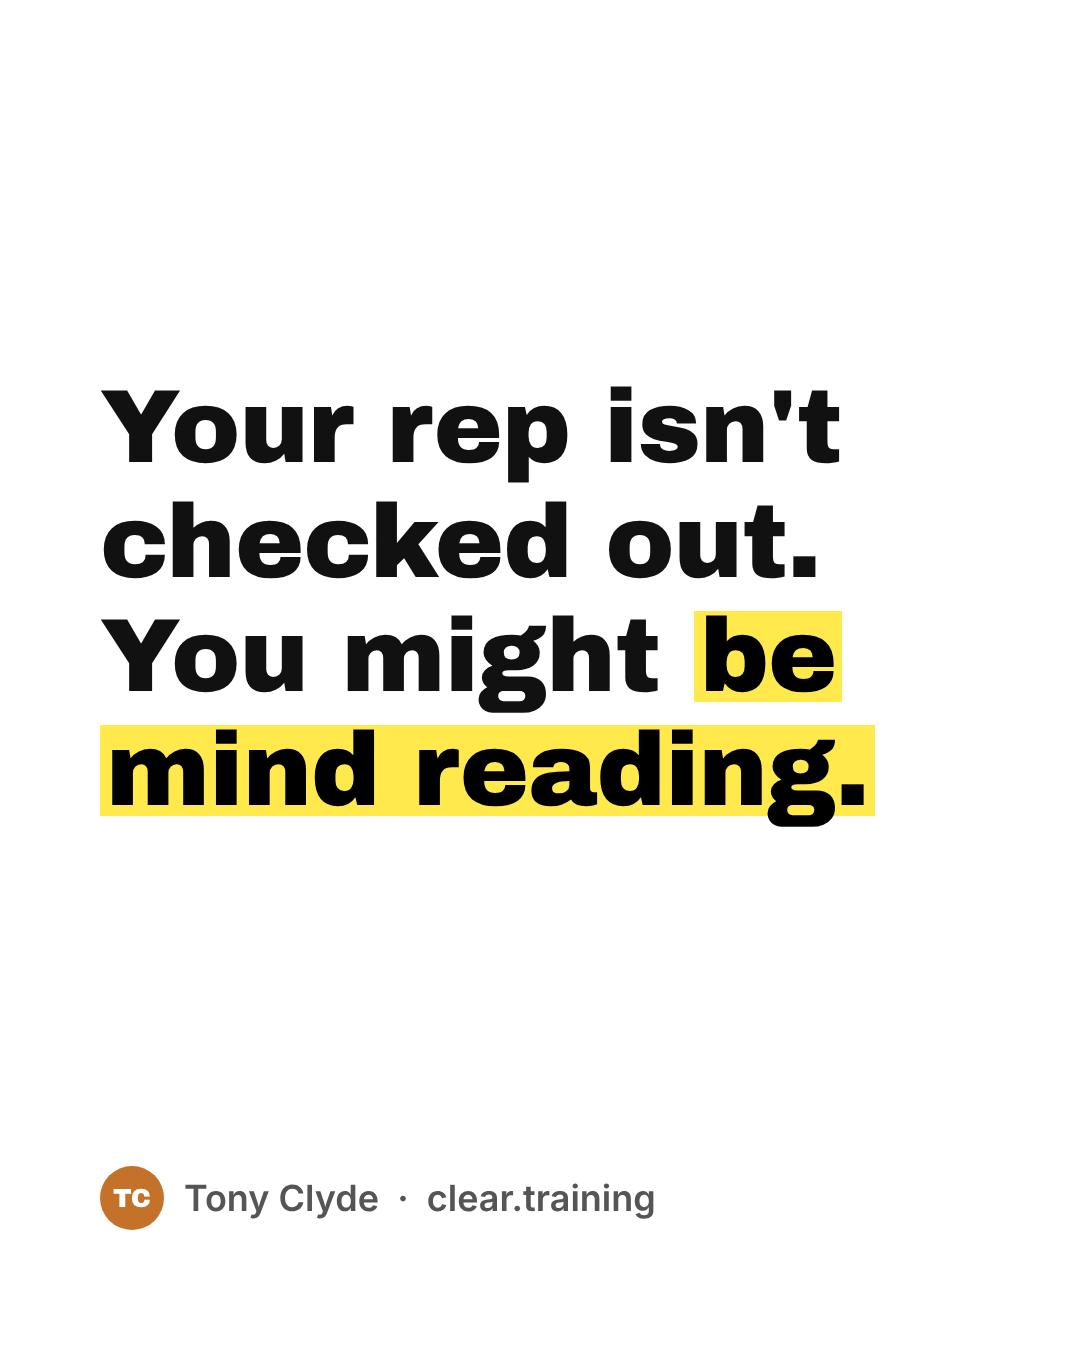 Your rep isn't
checked out.
You might be
mind reading.
TC Tony Clyde · clear.training